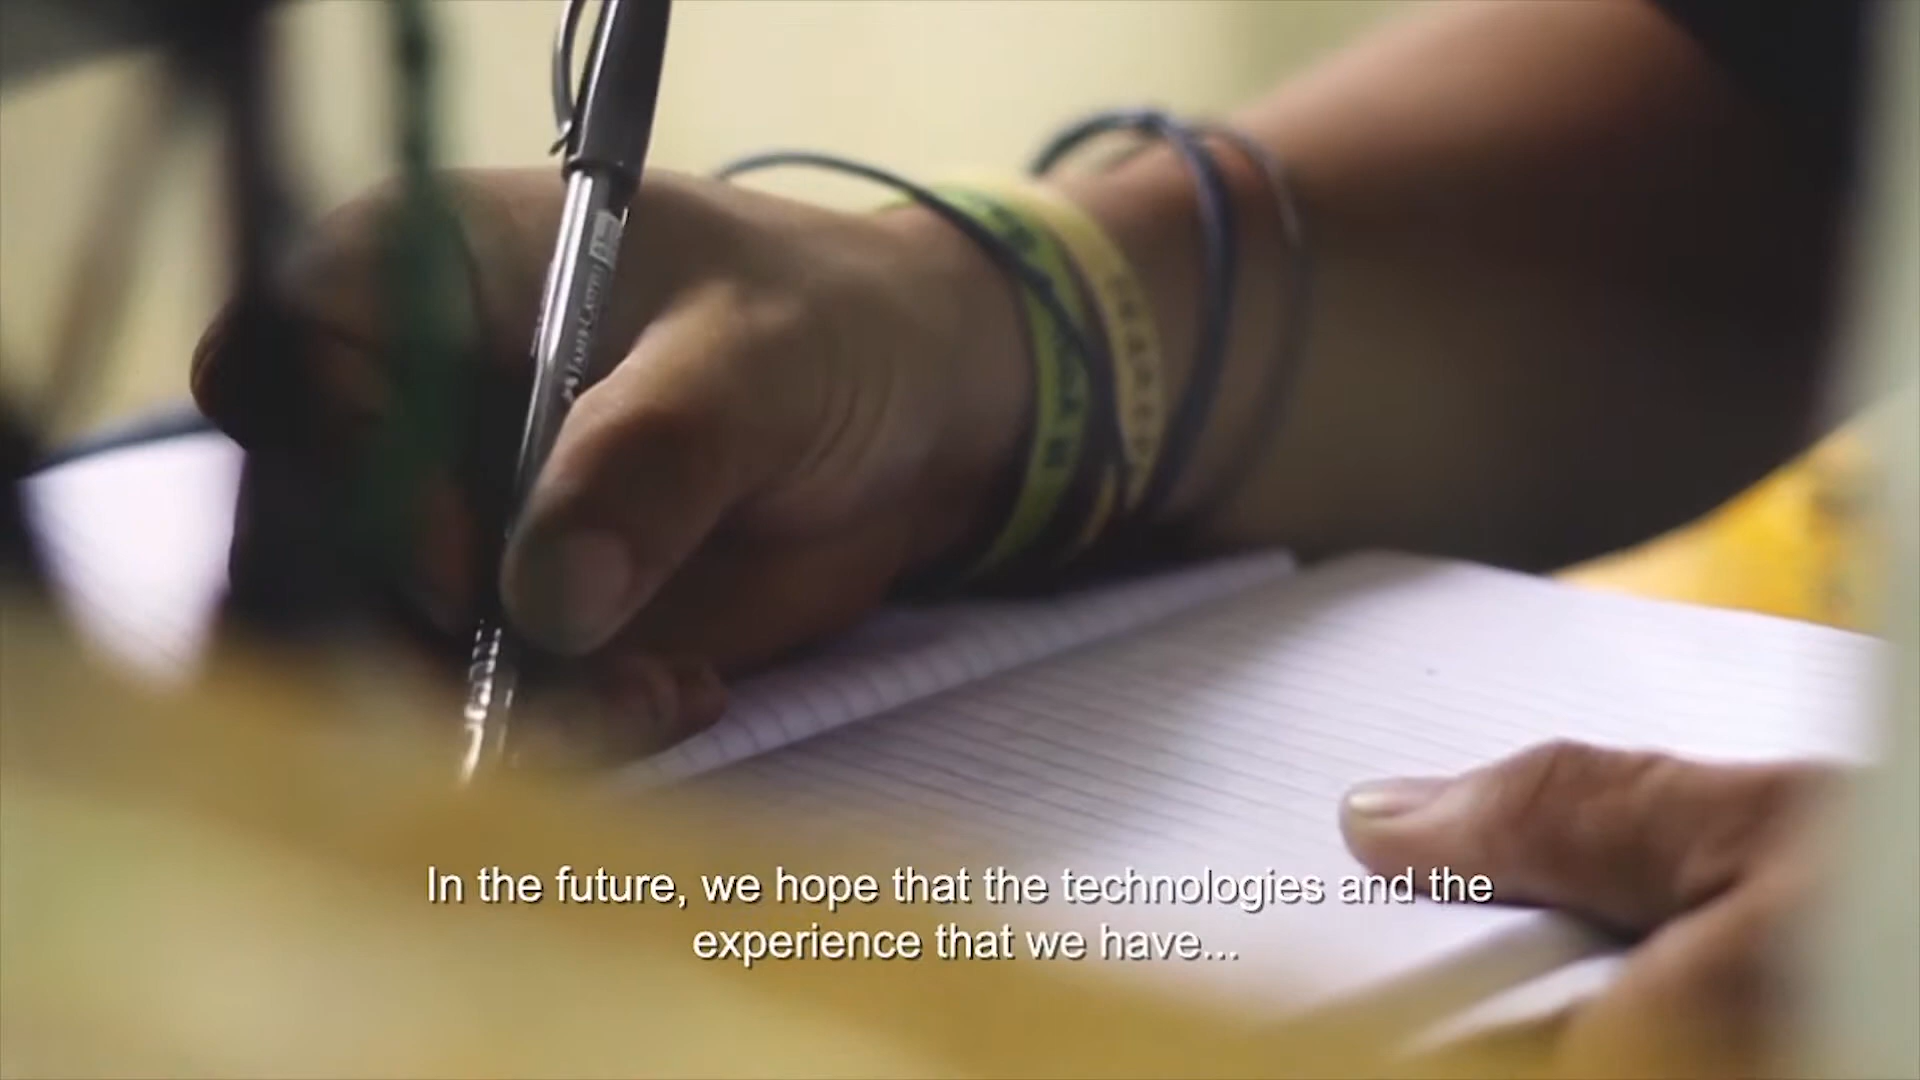 In the future, we hope that the technologies and the
experience that we have...